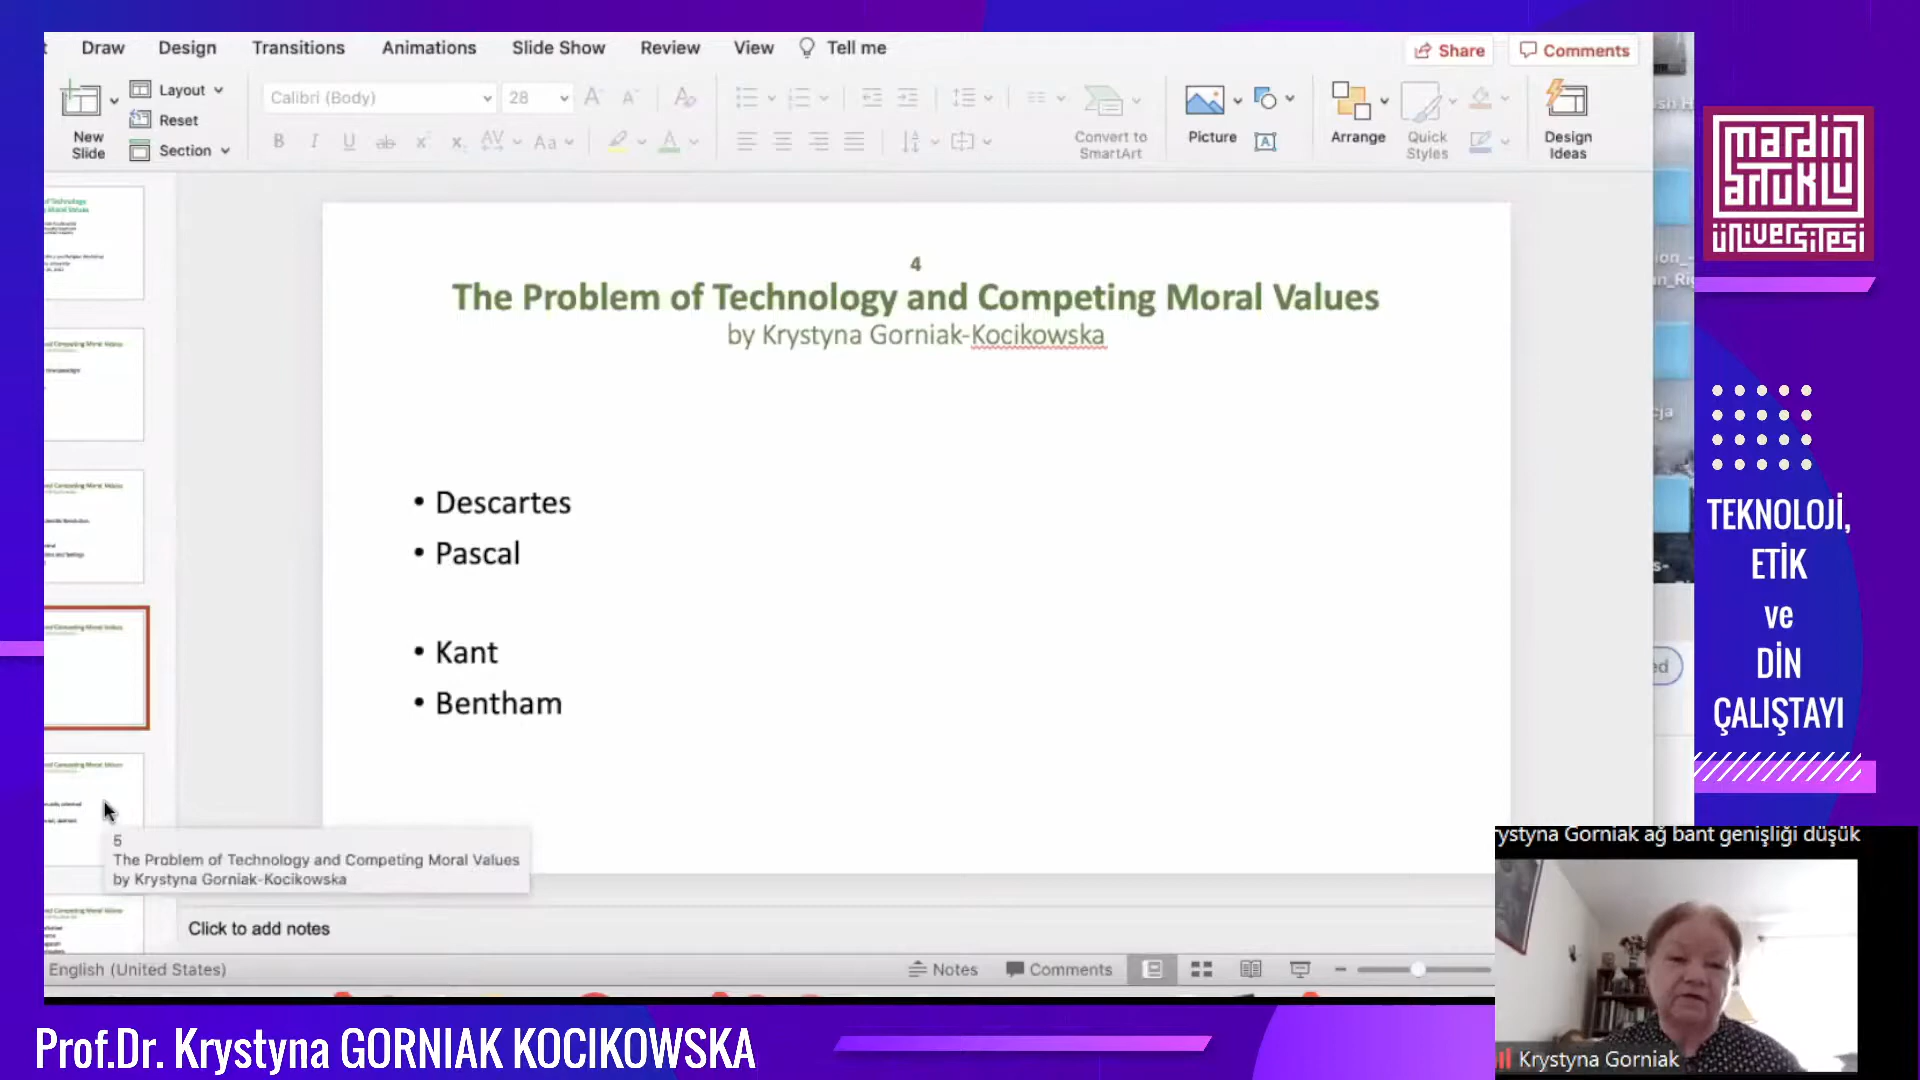 Draw Design Transitions Animations Slide Show Review View Tell me
Share Comments
New Slide
Layout
Reset
Section
Calibri (Body) 28
Convert to SmartArt
Picture
Arrange
Quick Styles
Design Ideas
4
The Problem of Technology and Competing Moral Values
by Krystyna Gorniak-Kocikowska
• Descartes
• Pascal
• Kant
• Bentham
5
The Problem of Technology and Competing Moral Values
by Krystyna Gorniak-Kocikowska
Click to add notes
English (United States)
Notes Comments
mardin
artuklu
üniversitesi
TEKNOLOJİ,
ETİK
ve
DİN
ÇALIŞTAYI
rystyna Gorniak ağ bant genişliği düşük
Krystyna Gorniak
Prof.Dr. Krystyna GORNIAK KOCIKOWSKA